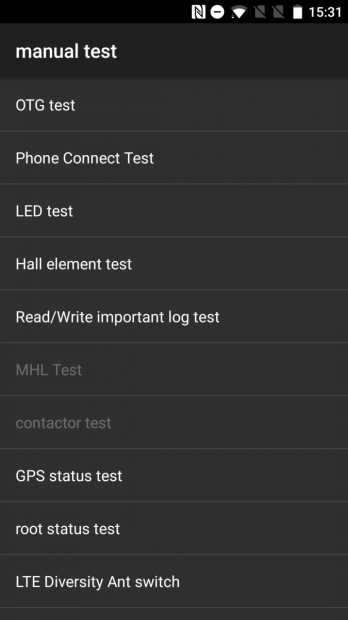 15:31
manual test
OTG test
Phone Connect Test
LED test
Hall element test
Read/Write important log test
MHL Test
contactor test
GPS status test
root status test
LTE Diversity Ant switch